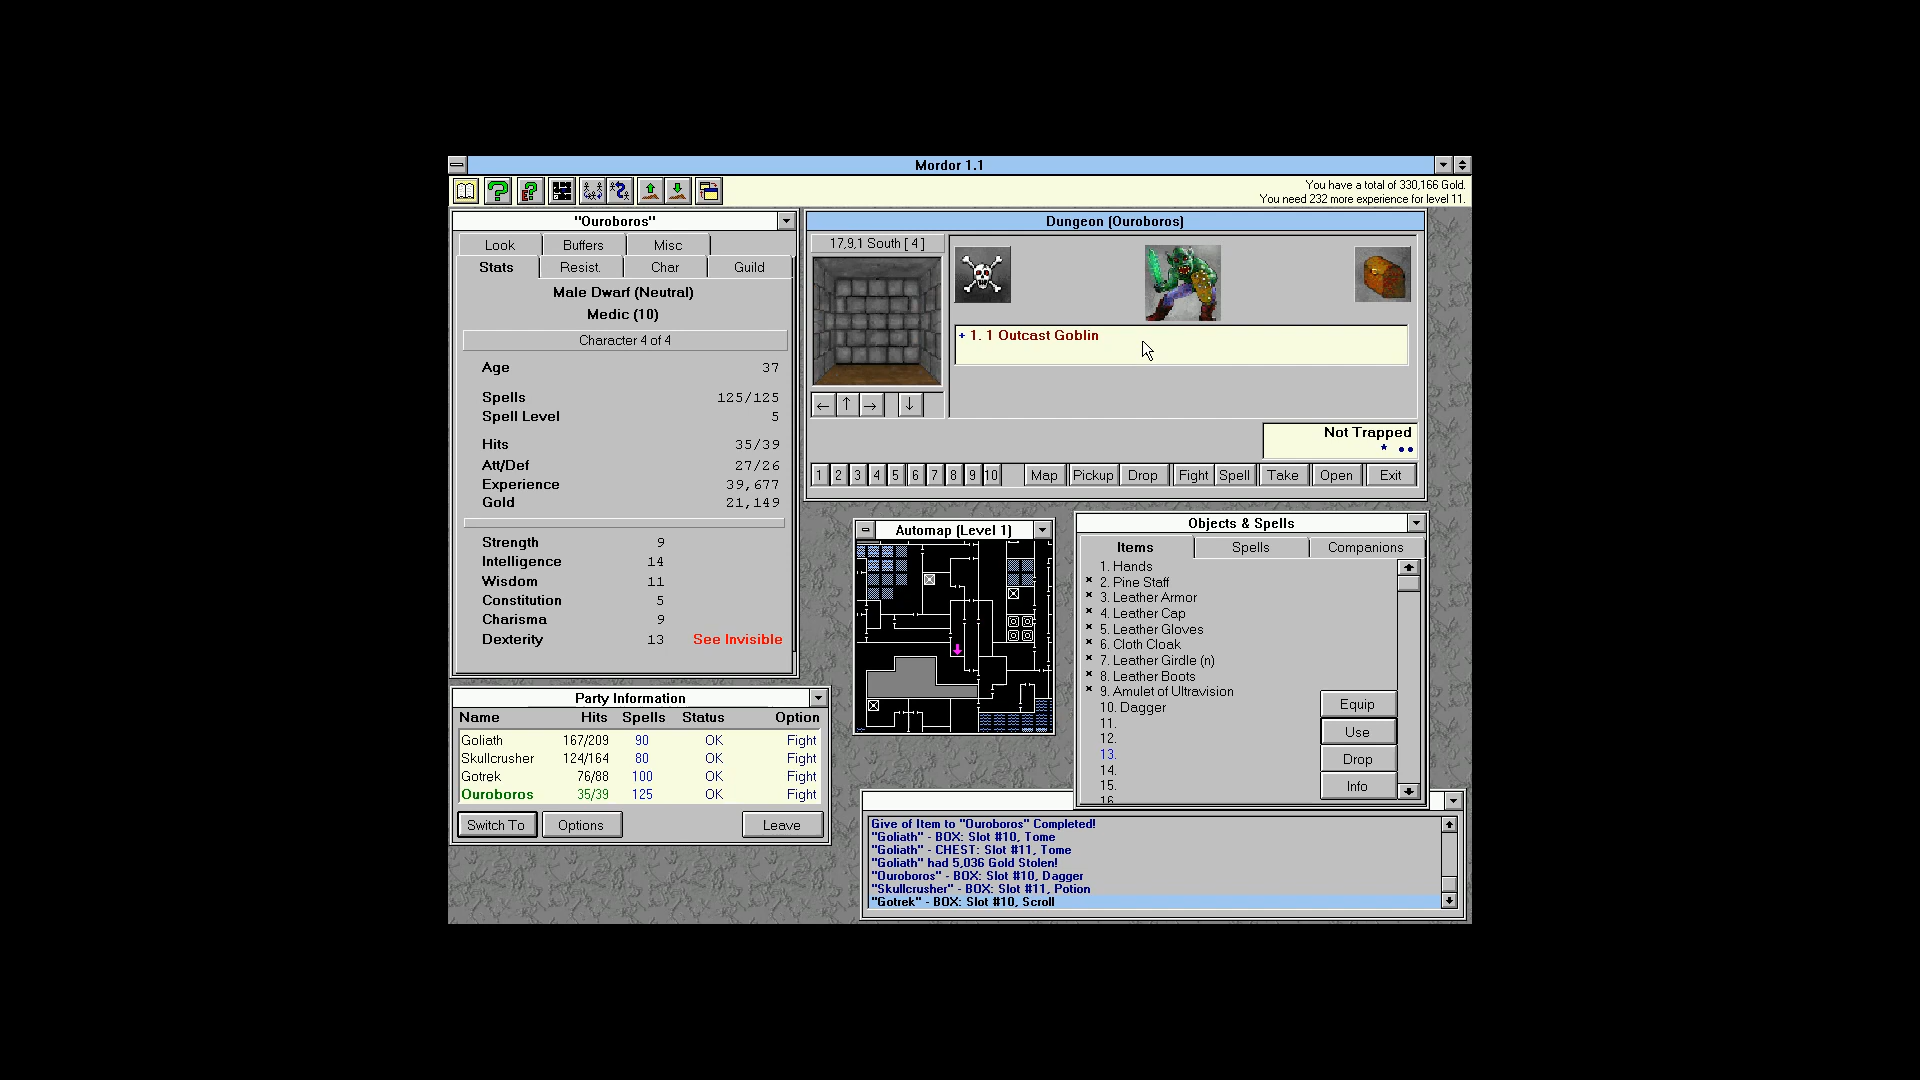 Mordor 1.1
You have a total of 330,166 Gold.
You need 232 more experience for level 11.
"Ouroboros"
Look Buffers Misc
Stats Resist. Char Guild
Male Dwarf (Neutral)
Medic (10)
Character 4 of 4
Age 37
Spells 125/125
Spell Level 5
Hits 35/39
Att/Def 27/26
Experience 39,677
Gold 21,149
Strength 9
Intelligence 14
Wisdom 11
Constitution 5
Charisma 9
Dexterity 13 See Invisible
Party Information
Name Hits Spells Status Option
Goliath 167/209 90 OK Fight
Skullcrusher 124/164 80 OK Fight
Gotrek 76/88 100 OK Fight
Ouroboros 35/39 125 OK Fight
Switch To Options Leave
Dungeon (Ouroboros)
17,9,1 South [ 4 ]
+ 1. 1 Outcast Goblin
Not Trapped
1 2 3 4 5 6 7 8 9 10 Map Pickup Drop Fight Spell Take Open Exit
Automap (Level 1)
Objects & Spells
Items Spells Companions
1. Hands
× 2. Pine Staff
× 3. Leather Armor
× 4. Leather Cap
× 5. Leather Gloves
× 6. Cloth Cloak
× 7. Leather Girdle (n)
× 8. Leather Boots
× 9. Amulet of Ultravision
10. Dagger
11.
12.
13.
14.
15.
16.
Equip
Use
Drop
Info
Give of Item to "Ouroboros" Completed!
"Goliath" - BOX: Slot #10, Tome
"Goliath" - CHEST: Slot #11, Tome
"Goliath" had 5,036 Gold Stolen!
"Ouroboros" - BOX: Slot #10, Dagger
"Skullcrusher" - BOX: Slot #11, Potion
"Gotrek" - BOX: Slot #10, Scroll